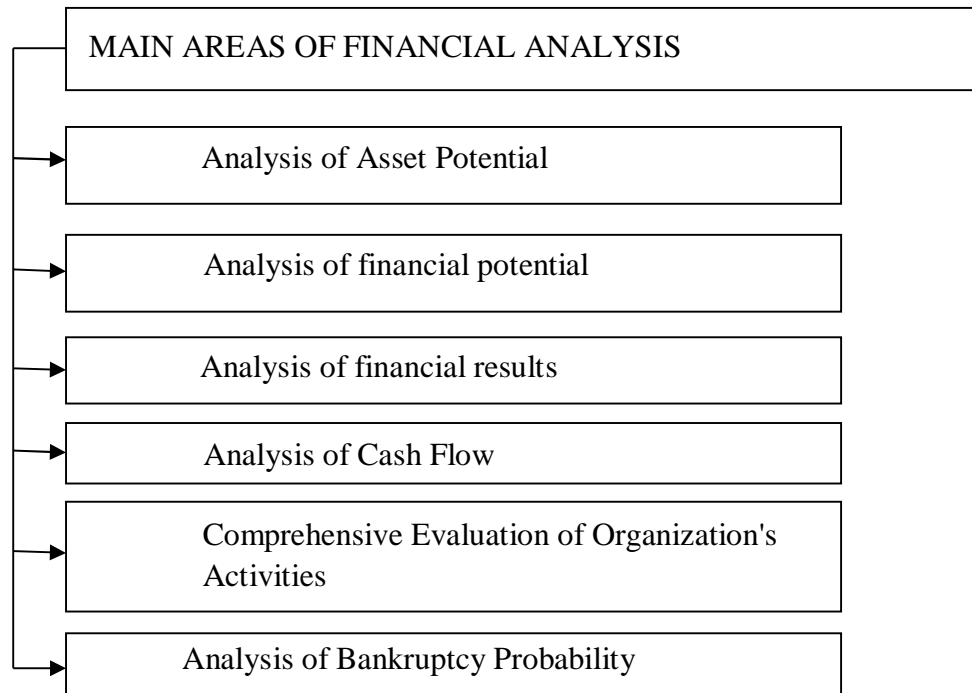 MAIN AREAS OF FINANCIAL ANALYSIS
Analysis of Asset Potential
Analysis of financial potential
Analysis of financial results
Analysis of Cash Flow
Comprehensive Evaluation of Organization's
Activities
Analysis of Bankruptcy Probability